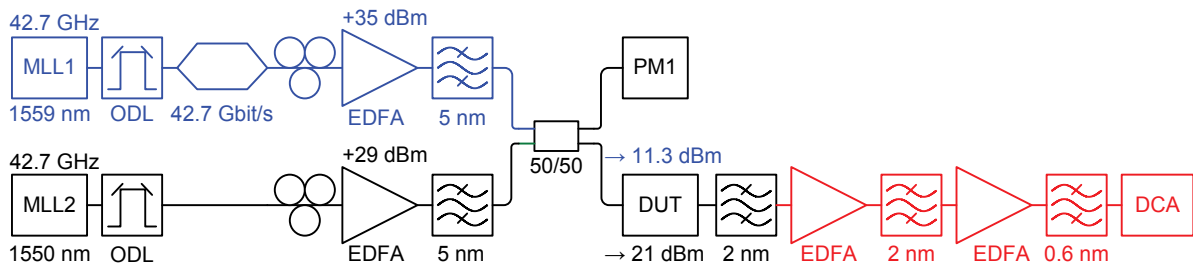 42.7 GHz
+35 dBm
MLL1
PM1
1559 nm
ODL
42.7 Gbit/s
EDFA
5 nm
42.7 GHz
+29 dBm
50/50
→ 11.3 dBm
MLL2
DUT
DCA
1550 nm
ODL
EDFA
5 nm
→ 21 dBm
2 nm
EDFA
2 nm
EDFA
0.6 nm